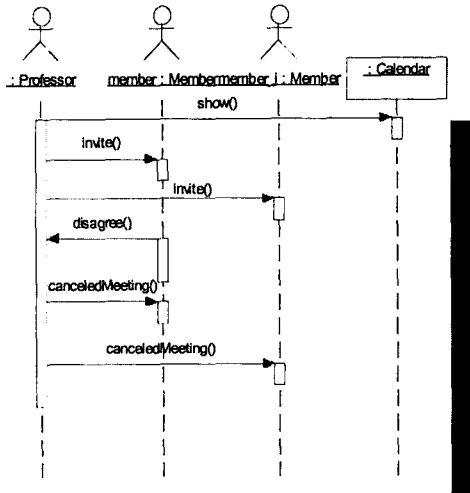 : Professor member : Member member_i : Member : Calendar
show()
invite()
invite()
disagree()
canceledMeeting()
canceledMeeting()